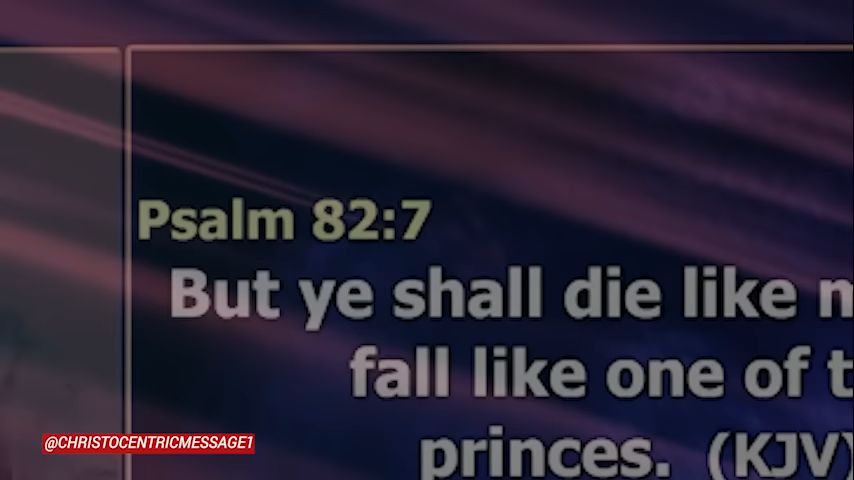 Psalm 82:7
But ye shall die like
fall like one of
princes. (KJV)
@CHRISTOCENTRICMESSAGE1